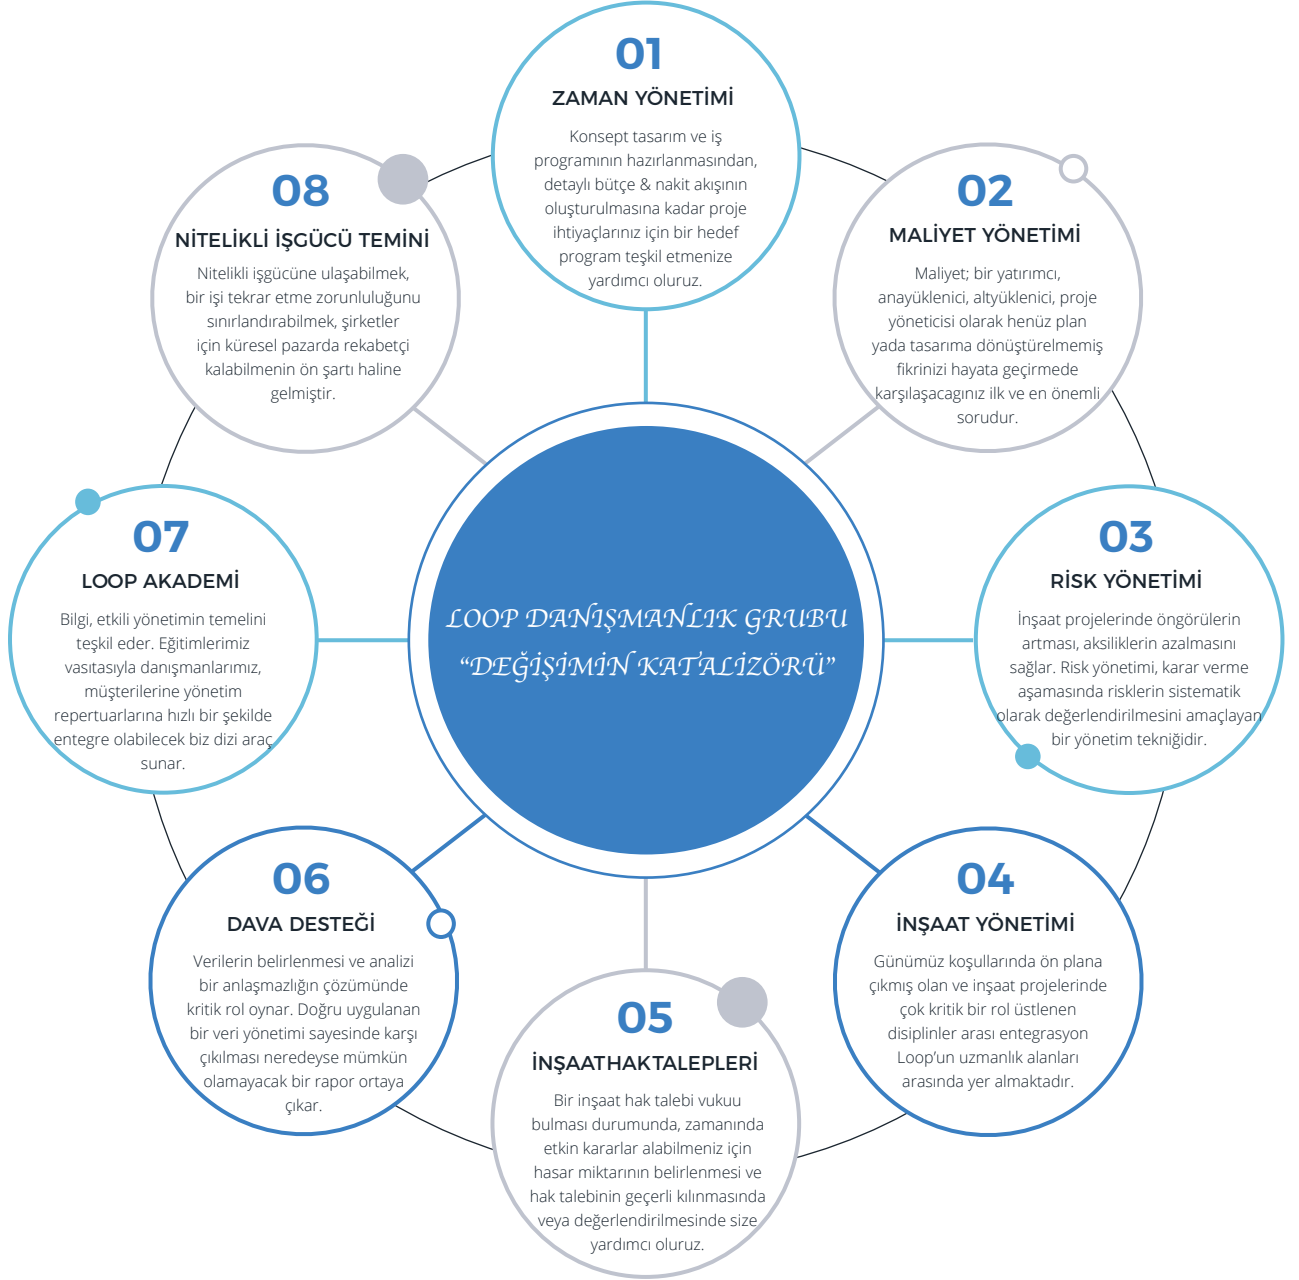 01
ZAMAN YÖNETİMİ
Konsept tasarım ve iş
programının hazırlanmasından,
detaylı bütçe & nakit akışının
oluşturulmasına kadar proje
ihtiyaçlarınız için bir hedef
program teşkil etmenize
yardımcı oluruz.
02
MALİYET YÖNETİMİ
Maliyet; bir yatırımcı,
anayüklenici, altyüklenici, proje
yöneticisi olarak henüz plan
yada tasarıma dönüştürelmemiş
fikrinizi hayata geçirmede
karşılaşacagınız ilk ve en önemli
sorudur.
03
RİSK YÖNETİMİ
İnşaat projelerinde öngörülerin
artması, aksiliklerin azalmasını
sağlar. Risk yönetimi, karar verme
aşamasında risklerin sistematik
olarak değerlendirilmesini amaçlayan
bir yönetim tekniğidir.
04
İNŞAAT YÖNETİMİ
Günümüz koşullarında ön plana
çıkmış olan ve inşaat projelerinde
çok kritik bir rol üstlenen
disiplinler arası entegrasyon
Loop’un uzmanlık alanları
arasında yer almaktadır.
05
İNŞAATHAKTALEPLERİ
Bir inşaat hak talebi vukuu
bulması durumunda, zamanında
etkin kararlar alabilmeniz için
hasar miktarının belirlenmesi ve
hak talebinin geçerli kılınmasında
veya değerlendirilmesinde size
yardımcı oluruz.
06
DAVA DESTEĞİ
Verilerin belirlenmesi ve analizi
bir anlaşmazlığın çözümünde
kritik rol oynar. Doğru uygulanan
bir veri yönetimi sayesinde karşı
çıkılması neredeyse mümkün
olamayacak bir rapor ortaya
çıkar.
07
LOOP AKADEMİ
Bilgi, etkili yönetimin temelini
teşkil eder. Eğitimlerimiz
vasıtasıyla danışmanlarımız,
müşterilerine yönetim
repertuarlarına hızlı bir şekilde
entegre olabilecek biz dizi araç
sunar.
08
NİTELİKLİ İŞGÜCÜ TEMİNİ
Nitelikli işgücüne ulaşabilmek,
bir işi tekrar etme zorunluluğunu
sınırlandırabilmek, şirketler
için küresel pazarda rekabetçi
kalabilmenin ön şartı haline
gelmiştir.
LOOP DANIŞMANLIK GRUBU
“DEĞİŞİMİN KATALİZÖRÜ”